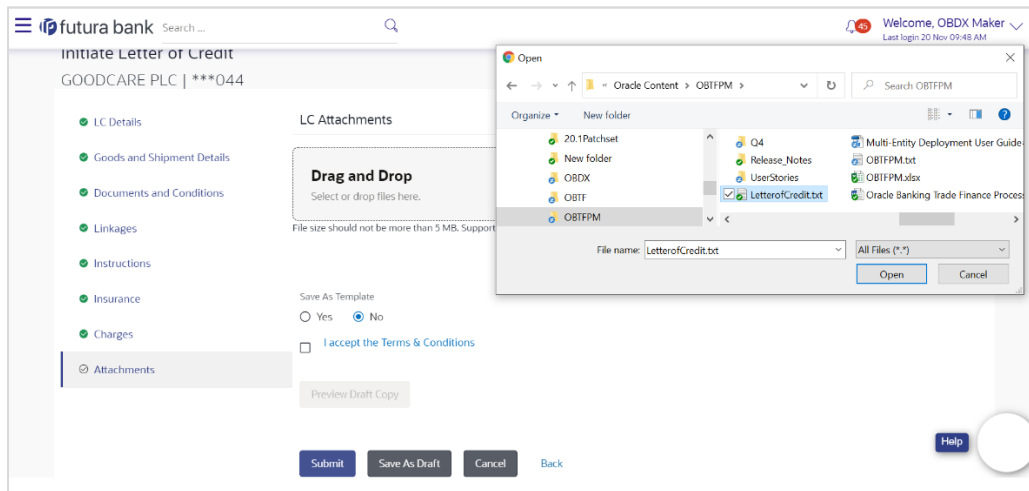 futura bank
Search ...
45
Welcome, OBDX Maker
Last login 20 Nov 09:48 AM
Initiate Letter of Credit
GOODCARE PLC | ***044
LC Details
Goods and Shipment Details
Documents and Conditions
Linkages
Instructions
Insurance
Charges
Attachments
LC Attachments
Drag and Drop
Select or drop files here.
File size should not be more than 5 MB. Support
Save As Template
Yes
No
I accept the Terms & Conditions
Preview Draft Copy
Submit
Save As Draft
Cancel
Back
Help
Open
« Oracle Content > OBTFPM >
Search OBTFPM
Organize
New folder
20.1Patchset
New folder
OBDX
OBTF
OBTFPM
Q4
Release_Notes
UserStories
LetterofCredit.txt
Multi-Entity Deployment User Guide
OBTFPM.txt
OBTFPM.xlsx
Oracle Banking Trade Finance Process
File name: LetterofCredit.txt
All Files (*.*)
Open
Cancel